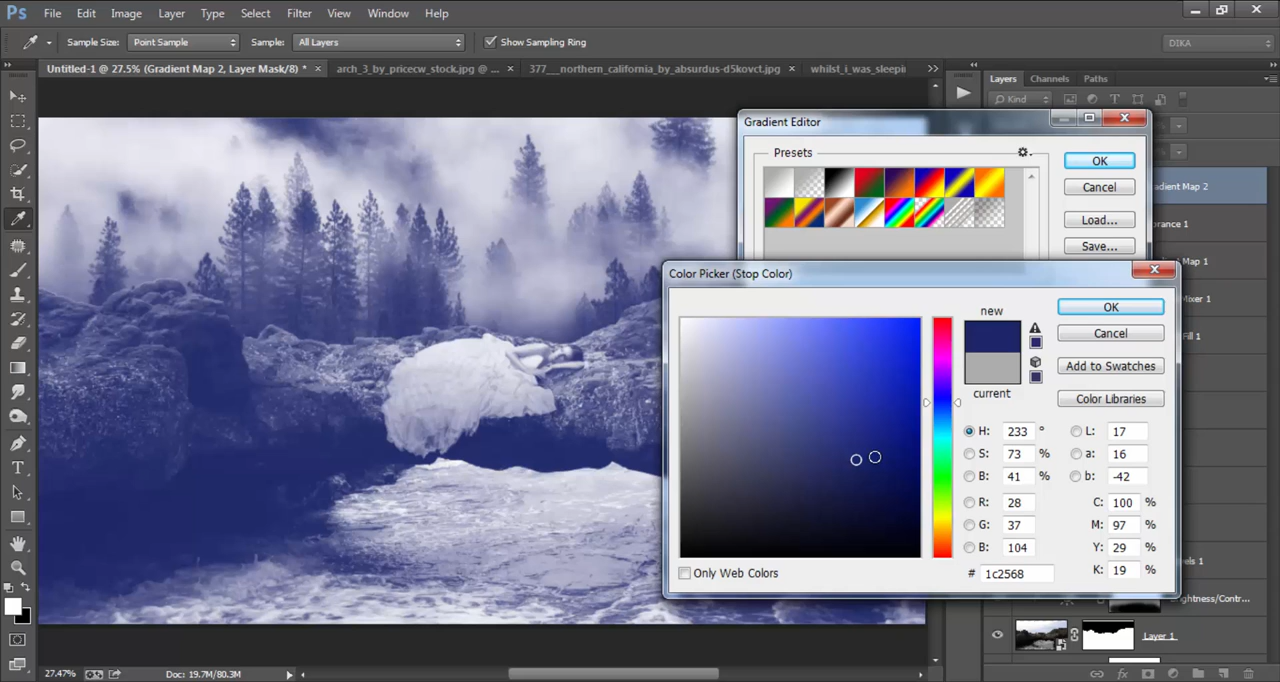 Ps File Edit Image Layer Type Select Filter View Window Help
Sample Size: Point Sample Sample: All Layers Show Sampling Ring DIKA
Untitled-1 @ 27.5% (Gradient Map 2, Layer Mask/8) * × arch_3_by_pricecw_stock.jpg @ ... × 377__northern_california_by_absurdus-d5kovct.jpg × whilst_i_was_sleepin
Layers Channels Paths
Kind
Gradient Editor
Presets
OK
Cancel
Load...
Save...
adient Map 2
brance 1
Map 1
Mixer 1
Fill 1
Color Picker (Stop Color)
new
current
OK
Cancel
Add to Swatches
Color Libraries
H: 233 ° L: 17
S: 73 % a: 16
B: 41 % b: -42
R: 28 C: 100 %
G: 37 M: 97 %
B: 104 Y: 29 %
# 1c2568 K: 19 %
Only Web Colors
els 1
Brightness/Contr...
Layer 1
27.47% Doc: 19.7M/80.3M